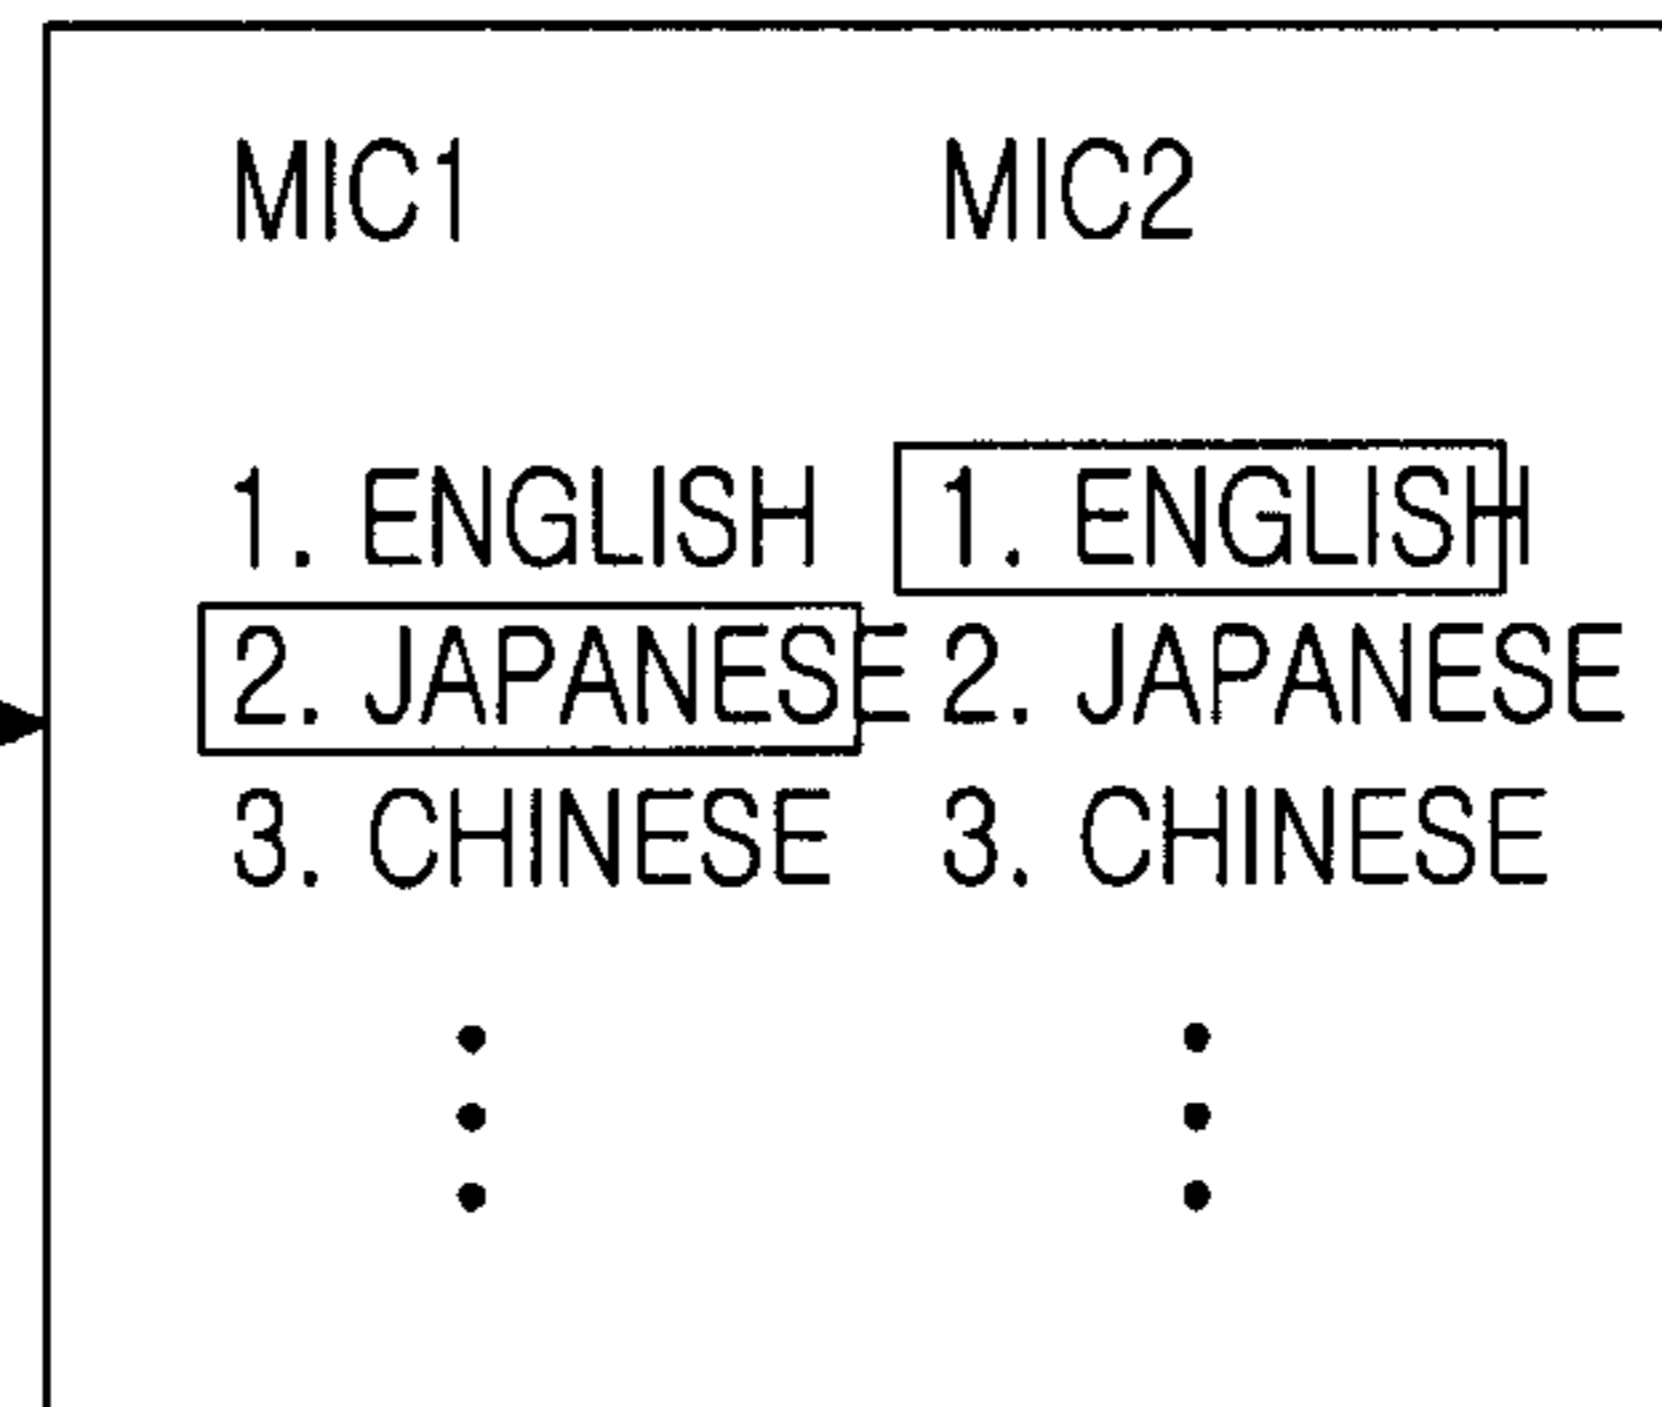 MIC1 MIC2
1. ENGLISH 1. ENGLISH
2. JAPANESE 2. JAPANESE
3. CHINESE 3. CHINESE